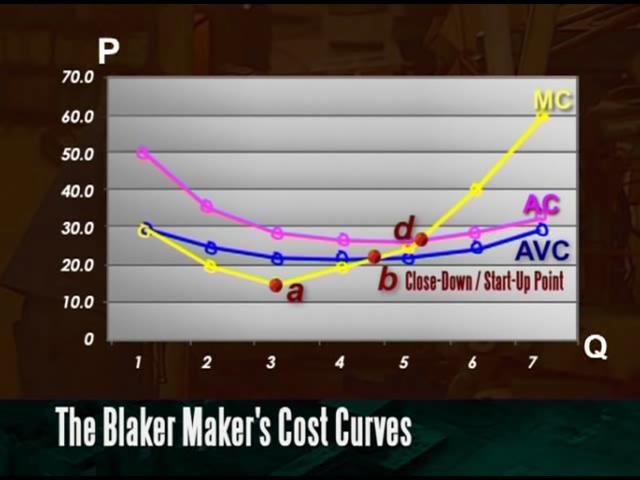 P
70.0
60.0
50.0
40.0
30.0
20.0
10.0
0
MC
AC
AVC
d
a
b Close-Down / Start-Up Point
1 2 3 4 5 6 7
Q
The Blaker Maker's Cost Curves